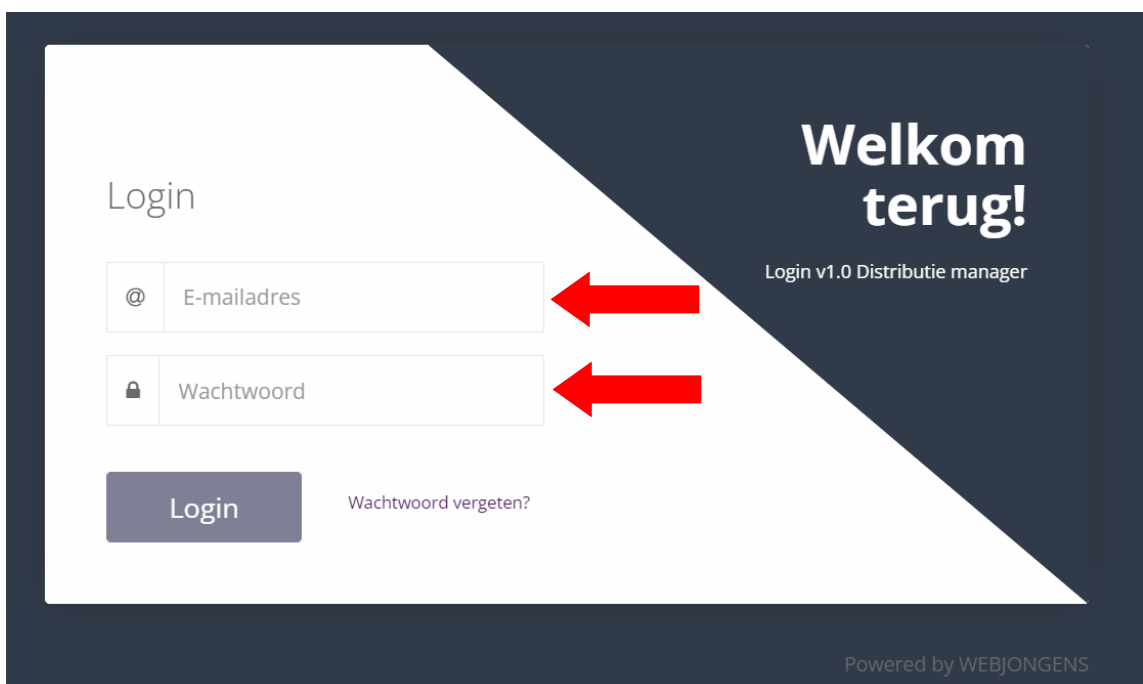 Welkom
terug!
Login v1.0 Distributie manager
Login
@ E-mailadres
Wachtwoord
Login
Wachtwoord vergeten?
Powered by WEBJONGENS